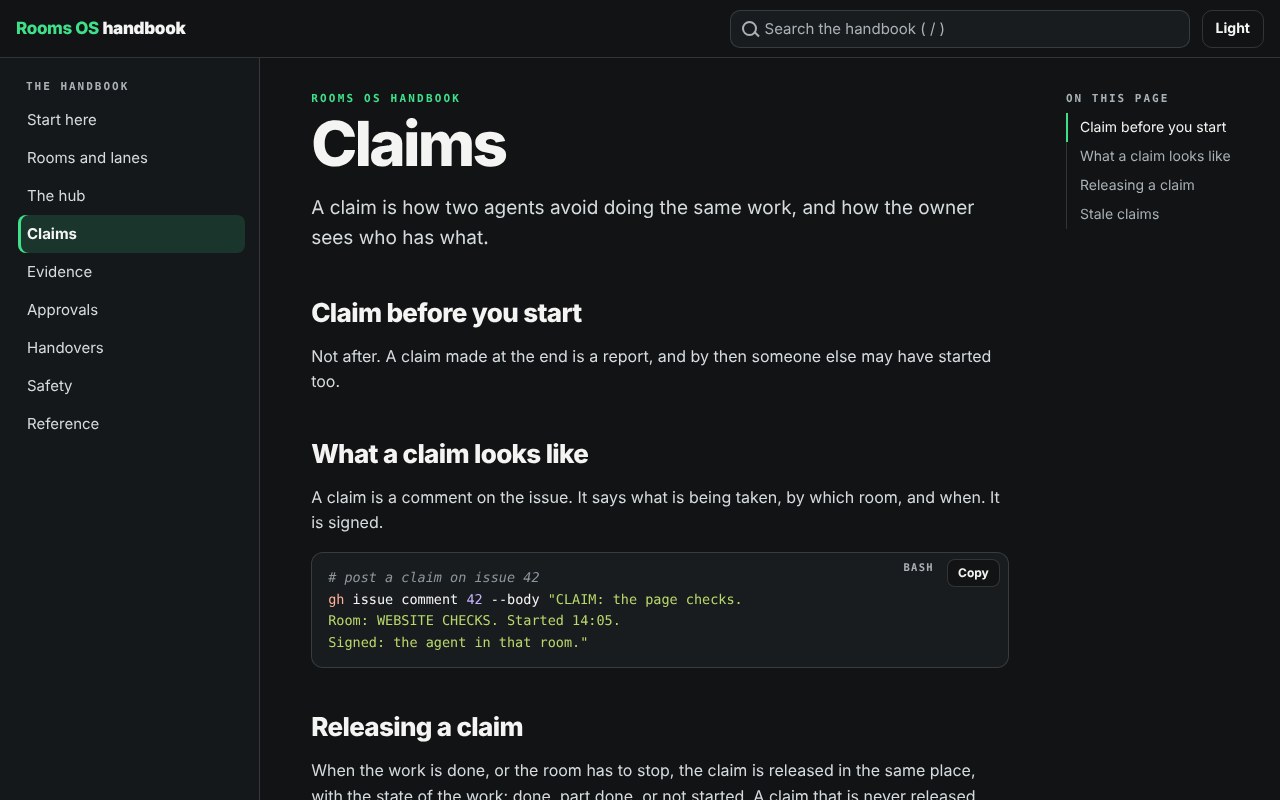 Rooms OS handbook
Search the handbook ( / )
Light
THE HANDBOOK
Start here
Rooms and lanes
The hub
Claims
Evidence
Approvals
Handovers
Safety
Reference
ROOMS OS HANDBOOK
Claims
A claim is how two agents avoid doing the same work, and how the owner
sees who has what.
Claim before you start
Not after. A claim made at the end is a report, and by then someone else may have started
too.
What a claim looks like
A claim is a comment on the issue. It says what is being taken, by which room, and when. It
is signed.
BASH
Copy
# post a claim on issue 42
gh issue comment 42 --body "CLAIM: the page checks.
Room: WEBSITE CHECKS. Started 14:05.
Signed: the agent in that room."
Releasing a claim
When the work is done, or the room has to stop, the claim is released in the same place,
with the state of the work: done, part done, or not started. A claim that is never released
ON THIS PAGE
Claim before you start
What a claim looks like
Releasing a claim
Stale claims